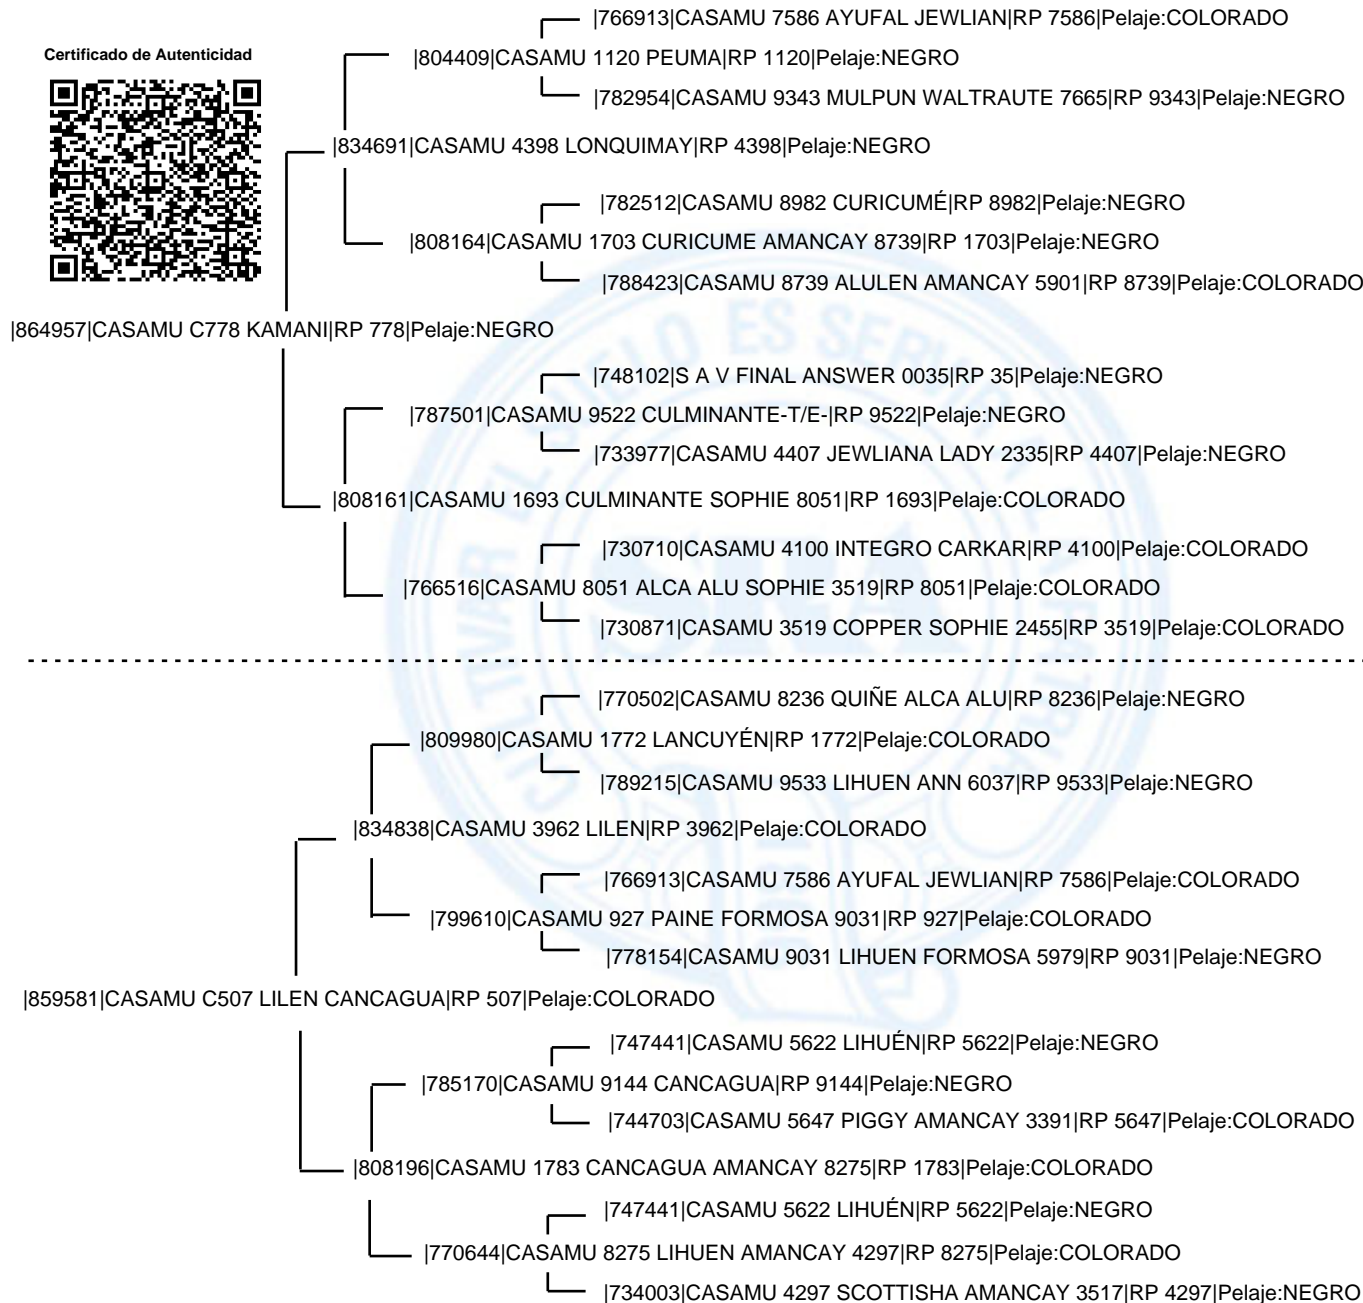 |766913|CASAMU 7586 AYUFAL JEWLIAN|RP 7586|Pelaje:COLORADO
Certificado de Autenticidad
|804409|CASAMU 1120 PEUMA|RP 1120|Pelaje:NEGRO
|782954|CASAMU 9343 MULPUN WALTRAUTE 7665|RP 9343|Pelaje:NEGRO
|834691|CASAMU 4398 LONQUIMAY|RP 4398|Pelaje:NEGRO
|782512|CASAMU 8982 CURICUMÉ|RP 8982|Pelaje:NEGRO
|808164|CASAMU 1703 CURICUME AMANCAY 8739|RP 1703|Pelaje:NEGRO
|788423|CASAMU 8739 ALULEN AMANCAY 5901|RP 8739|Pelaje:COLORADO
|864957|CASAMU C778 KAMANI|RP 778|Pelaje:NEGRO
|748102|S A V FINAL ANSWER 0035|RP 35|Pelaje:NEGRO
|787501|CASAMU 9522 CULMINANTE-T/E-|RP 9522|Pelaje:NEGRO
|733977|CASAMU 4407 JEWLIANA LADY 2335|RP 4407|Pelaje:NEGRO
|808161|CASAMU 1693 CULMINANTE SOPHIE 8051|RP 1693|Pelaje:COLORADO
|730710|CASAMU 4100 INTEGRO CARKAR|RP 4100|Pelaje:COLORADO
|766516|CASAMU 8051 ALCA ALU SOPHIE 3519|RP 8051|Pelaje:COLORADO
|730871|CASAMU 3519 COPPER SOPHIE 2455|RP 3519|Pelaje:COLORADO
|770502|CASAMU 8236 QUIÑE ALCA ALU|RP 8236|Pelaje:NEGRO
|809980|CASAMU 1772 LANCUYÉN|RP 1772|Pelaje:COLORADO
|789215|CASAMU 9533 LIHUEN ANN 6037|RP 9533|Pelaje:NEGRO
|834838|CASAMU 3962 LILEN|RP 3962|Pelaje:COLORADO
|766913|CASAMU 7586 AYUFAL JEWLIAN|RP 7586|Pelaje:COLORADO
|799610|CASAMU 927 PAINE FORMOSA 9031|RP 927|Pelaje:COLORADO
|778154|CASAMU 9031 LIHUEN FORMOSA 5979|RP 9031|Pelaje:NEGRO
|859581|CASAMU C507 LILEN CANCAGUA|RP 507|Pelaje:COLORADO
|747441|CASAMU 5622 LIHUÉN|RP 5622|Pelaje:NEGRO
|785170|CASAMU 9144 CANCAGUA|RP 9144|Pelaje:NEGRO
|744703|CASAMU 5647 PIGGY AMANCAY 3391|RP 5647|Pelaje:COLORADO
|808196|CASAMU 1783 CANCAGUA AMANCAY 8275|RP 1783|Pelaje:COLORADO
|747441|CASAMU 5622 LIHUÉN|RP 5622|Pelaje:NEGRO
|770644|CASAMU 8275 LIHUEN AMANCAY 4297|RP 8275|Pelaje:COLORADO
|734003|CASAMU 4297 SCOTTISHA AMANCAY 3517|RP 4297|Pelaje:NEGRO
CULTIVAR EL SUELO ES SERVIR A LA PATRIA
SRA